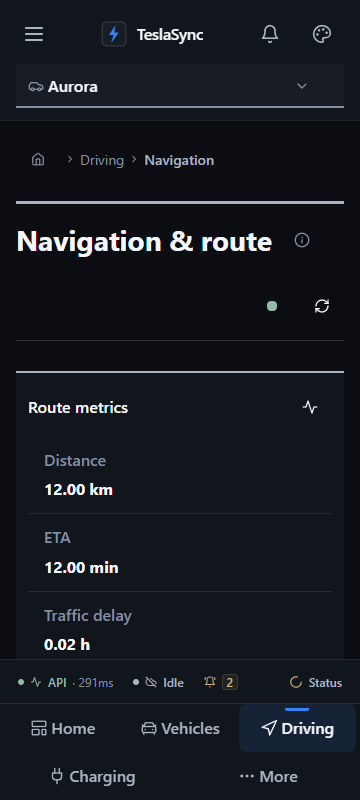 TeslaSync
Aurora
Driving Navigation
Navigation & route
Route metrics
Distance
12.00 km
ETA
12.00 min
Traffic delay
0.02 h
API · 291ms Idle 2 Status
Home Vehicles Driving
Charging More